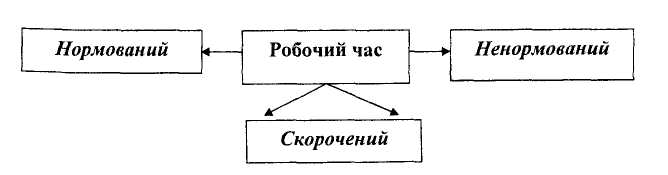 Нормований
Робочий час
Ненормований
Скорочений